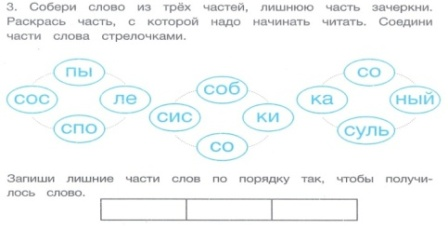 3. Собери слово из трёх частей, лишнюю часть зачеркни.
Раскрась часть, с которой надо начинать читать. Соедини
части слова стрелочками.
пы
сос
ле
спо
соб
сис
ки
со
со
ка
ный
суль
Запиши лишние части слов по порядку так, чтобы получи-
лось слово.